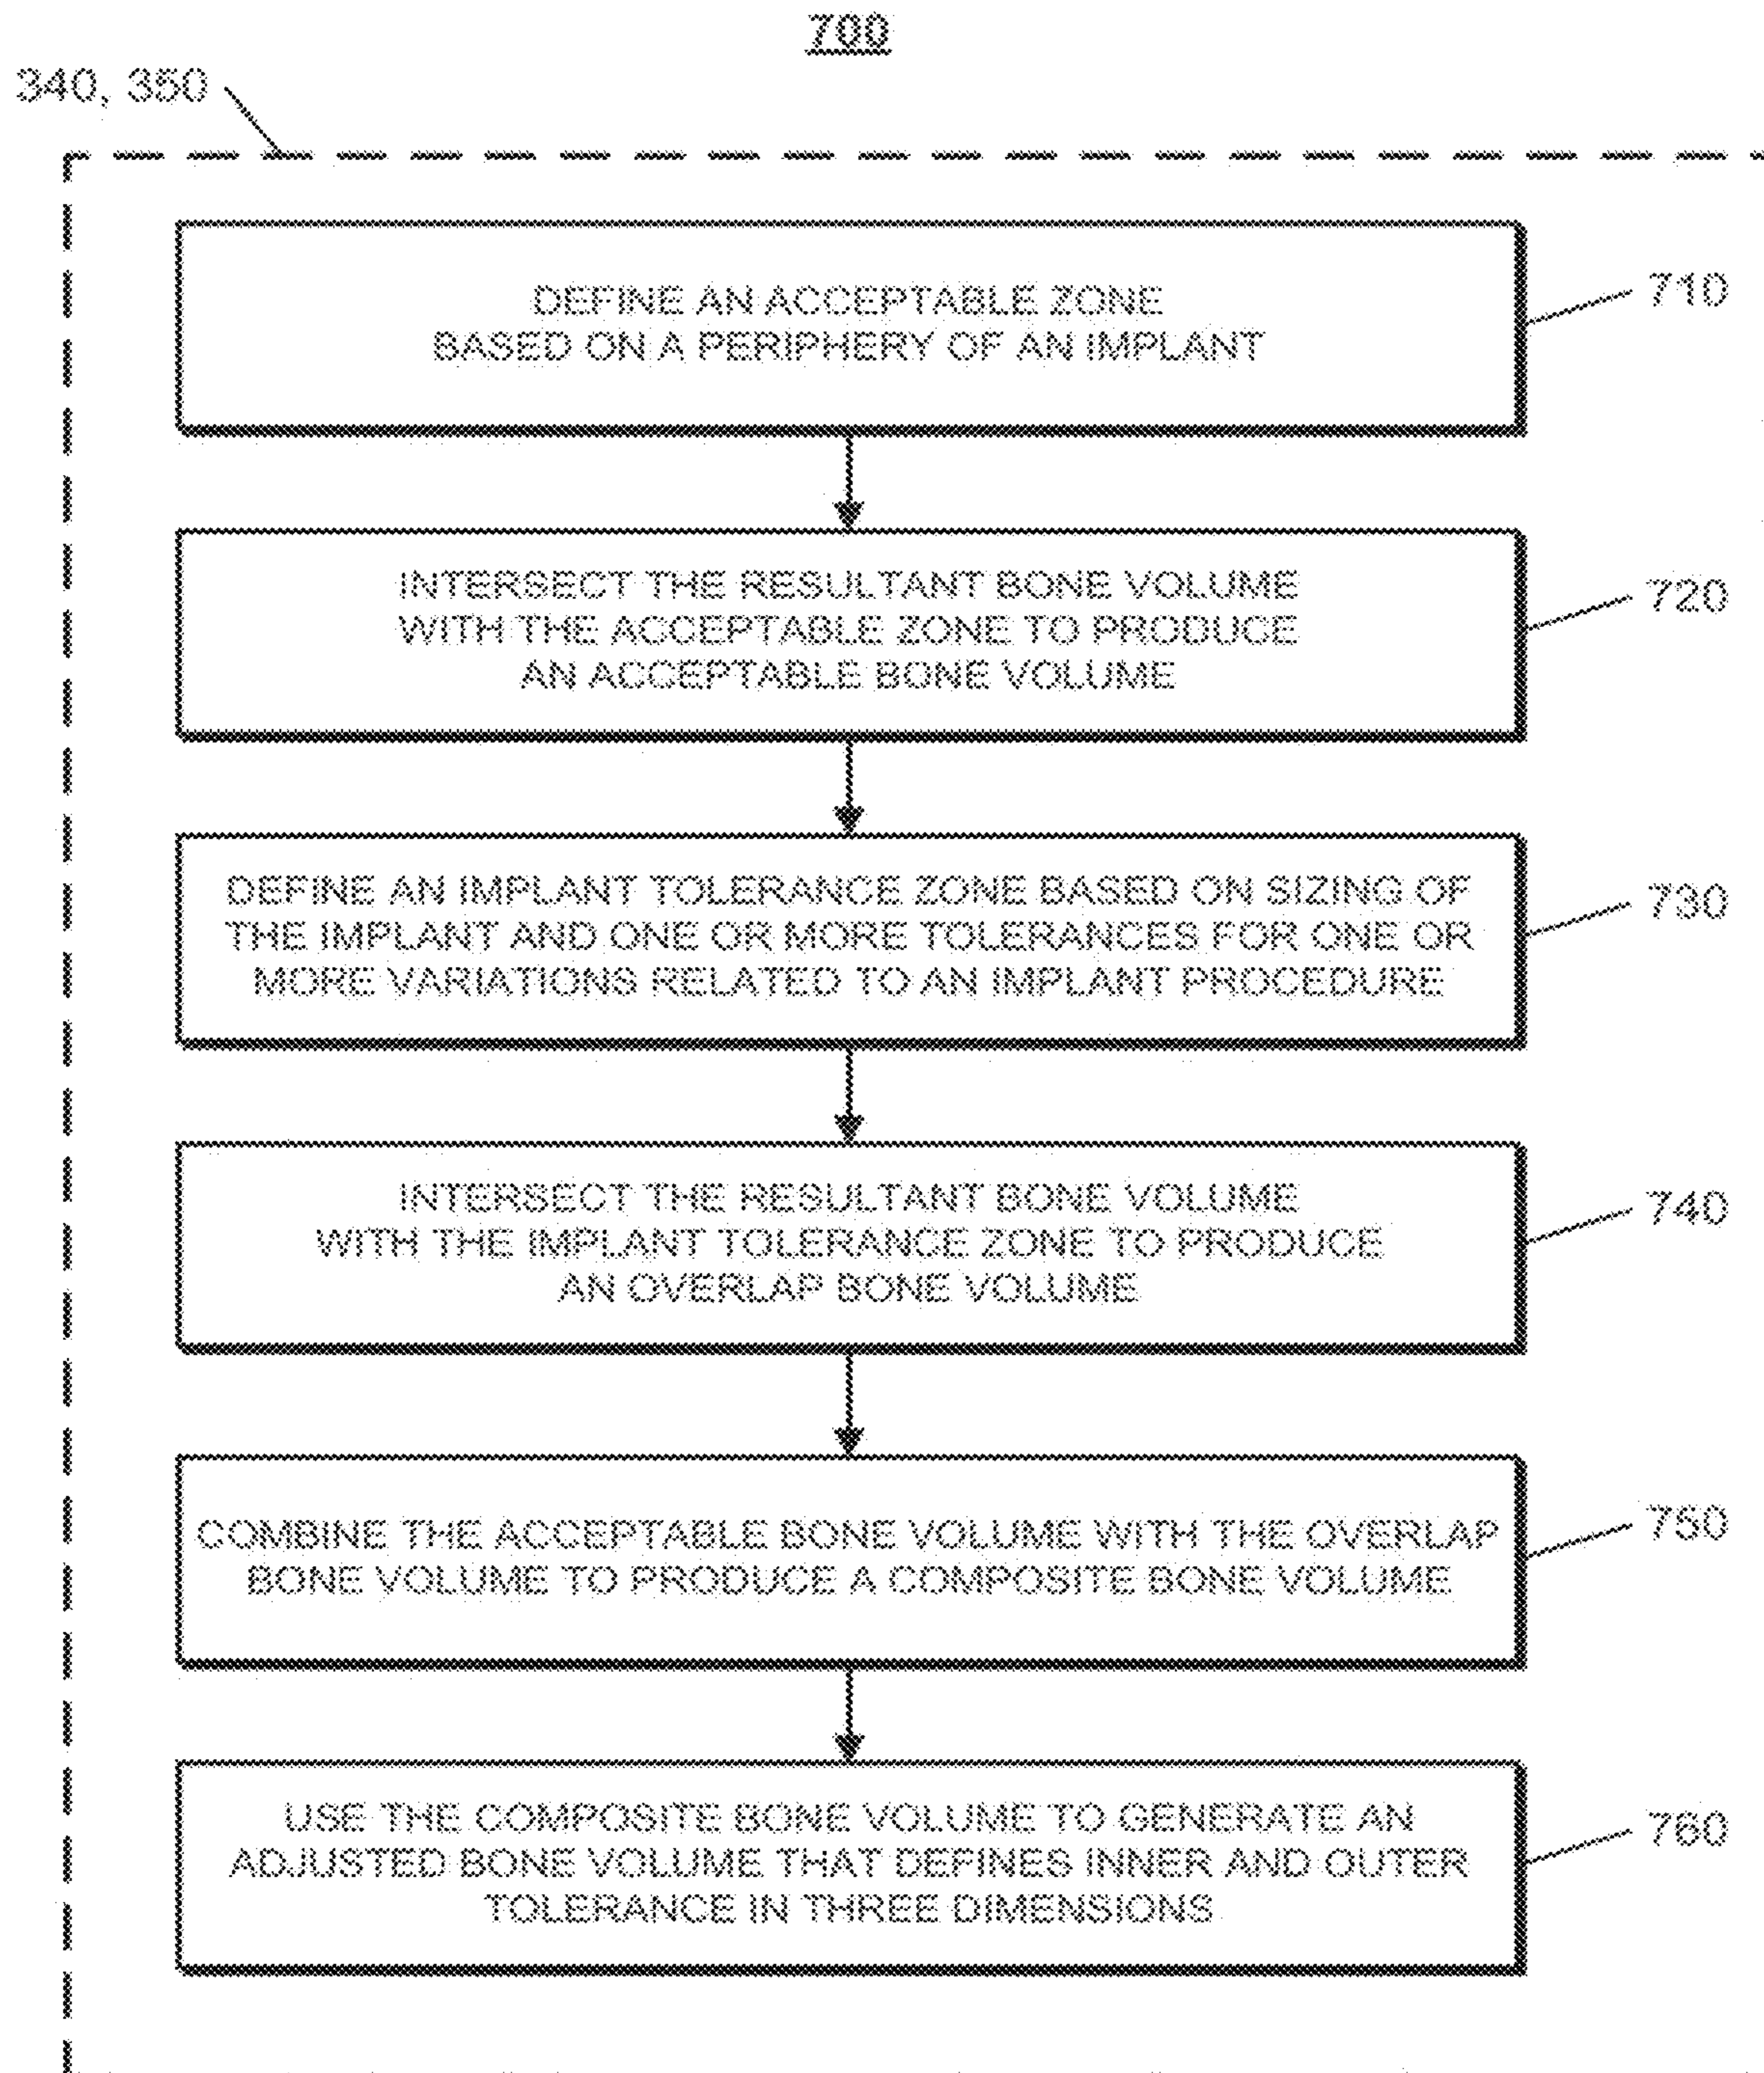 700
340, 350
DEFINE AN ACCEPTABLE ZONE
BASED ON A PERIPHERY OF AN IMPLANT
710
INTERSECT THE RESULTANT BONE VOLUME
WITH THE ACCEPTABLE ZONE TO PRODUCE
AN ACCEPTABLE BONE VOLUME
720
DEFINE AN IMPLANT TOLERANCE ZONE BASED ON SIZING OF
THE IMPLANT AND ONE OR MORE TOLERANCES FOR ONE OR
MORE VARIATIONS RELATED TO AN IMPLANT PROCEDURE
730
INTERSECT THE RESULTANT BONE VOLUME
WITH THE IMPLANT TOLERANCE ZONE TO PRODUCE
AN OVERLAP BONE VOLUME
740
COMBINE THE ACCEPTABLE BONE VOLUME WITH THE OVERLAP
BONE VOLUME TO PRODUCE A COMPOSITE BONE VOLUME
750
USE THE COMPOSITE BONE VOLUME TO GENERATE AN
ADJUSTED BONE VOLUME THAT DEFINES INNER AND OUTER
TOLERANCE IN THREE DIMENSIONS
760